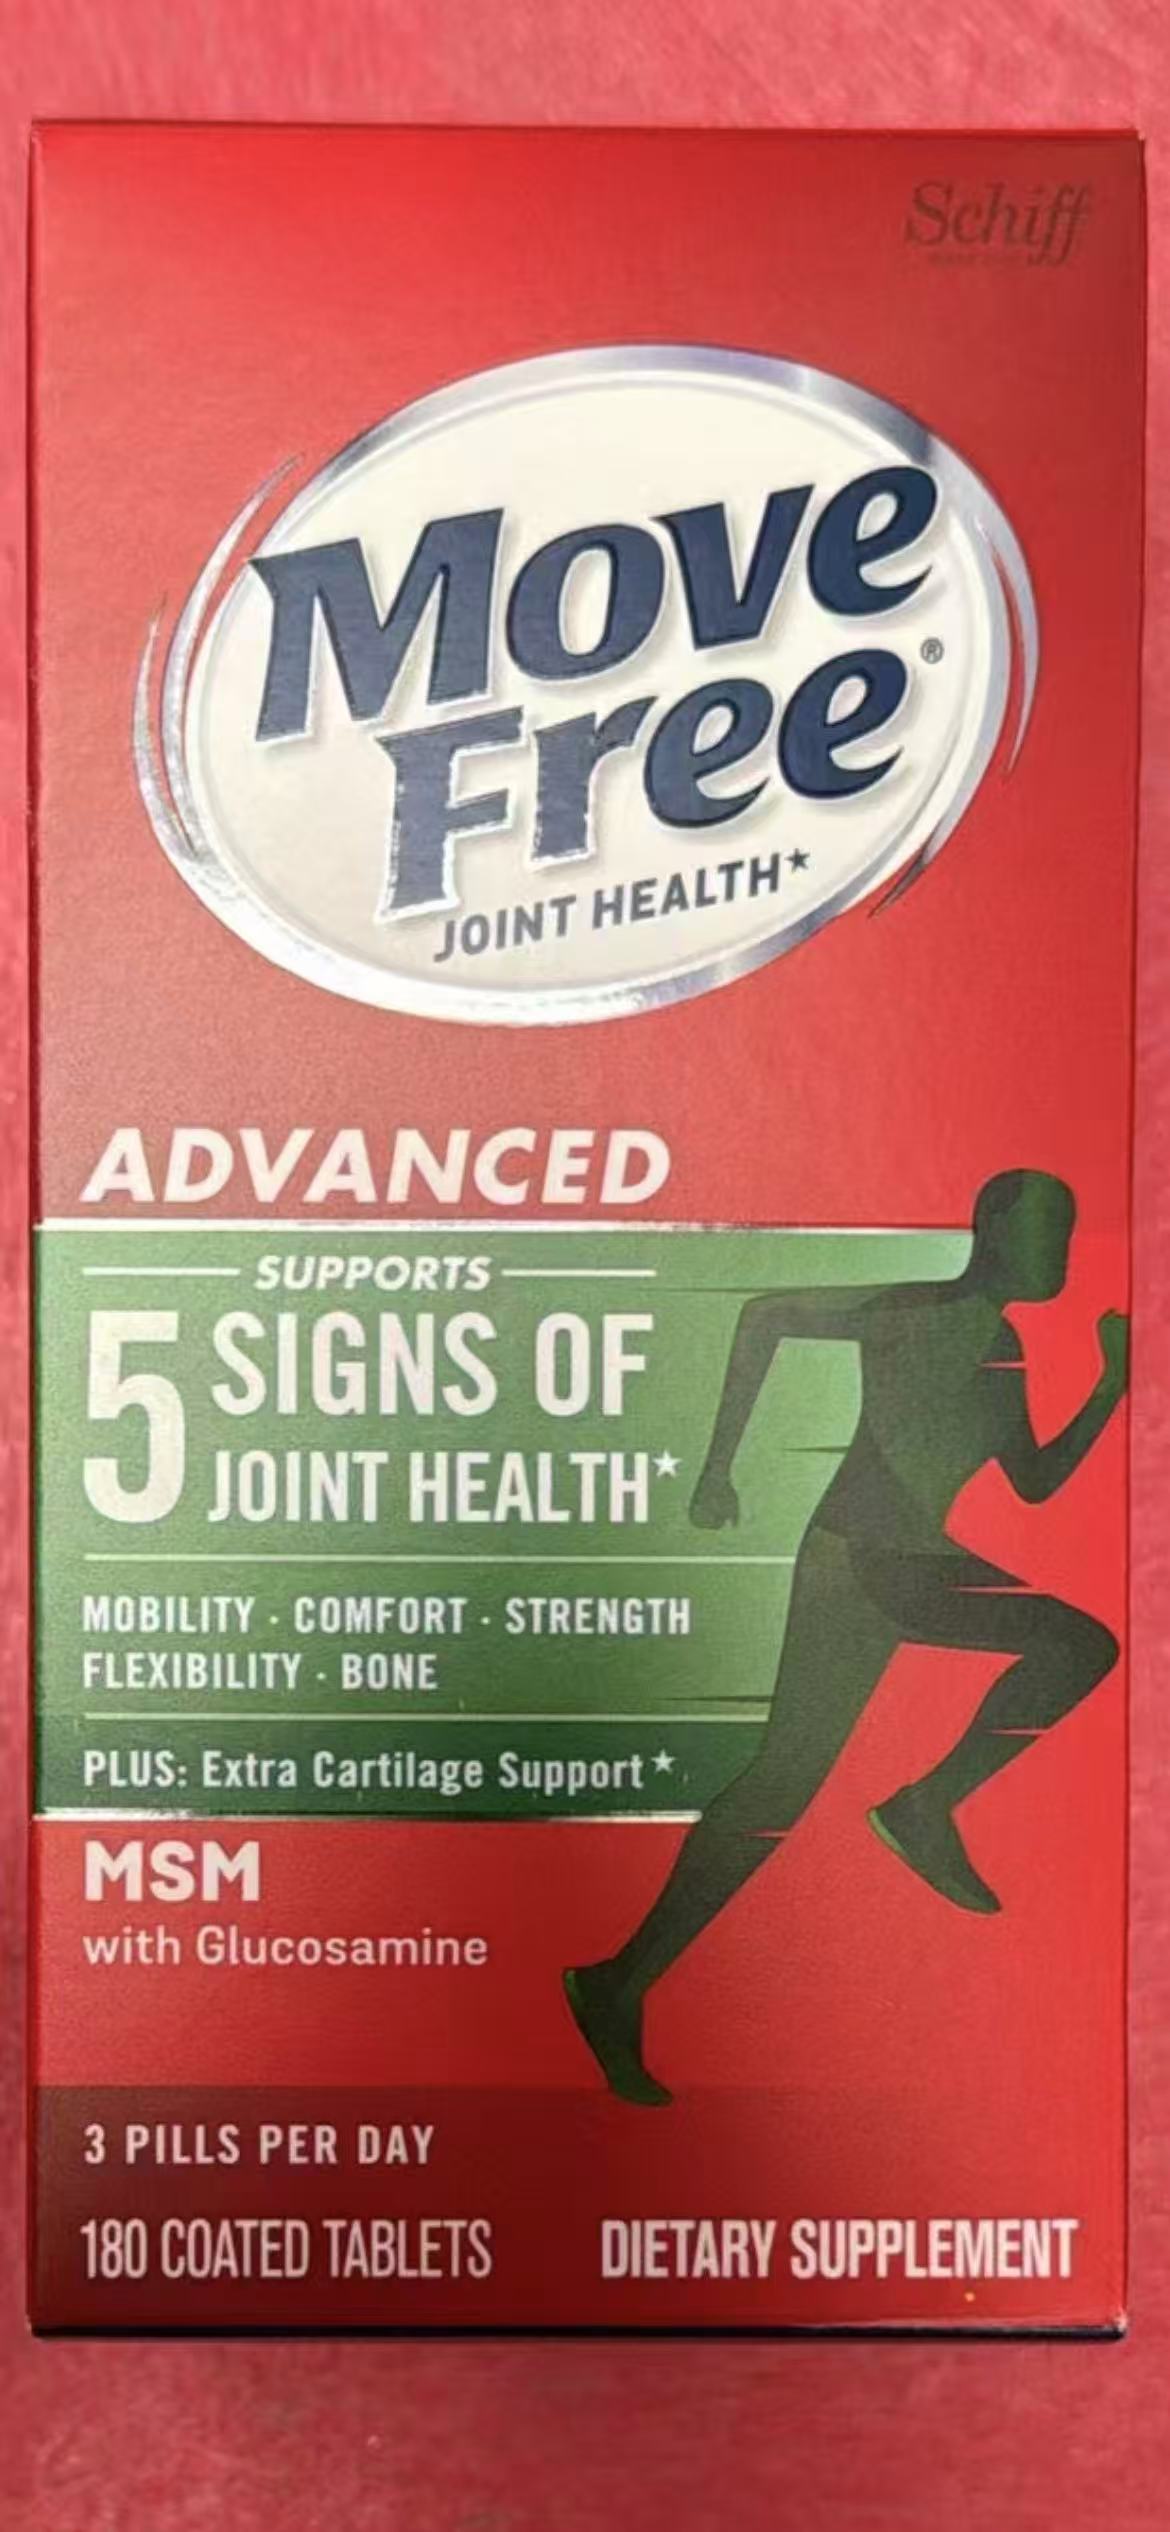 Schiff
Move
Free®
JOINT HEALTH★
ADVANCED
SUPPORTS
5 SIGNS OF
JOINT HEALTH★
MOBILITY · COMFORT · STRENGTH
FLEXIBILITY · BONE
PLUS: Extra Cartilage Support★
MSM
with Glucosamine
3 PILLS PER DAY
180 COATED TABLETS DIETARY SUPPLEMENT